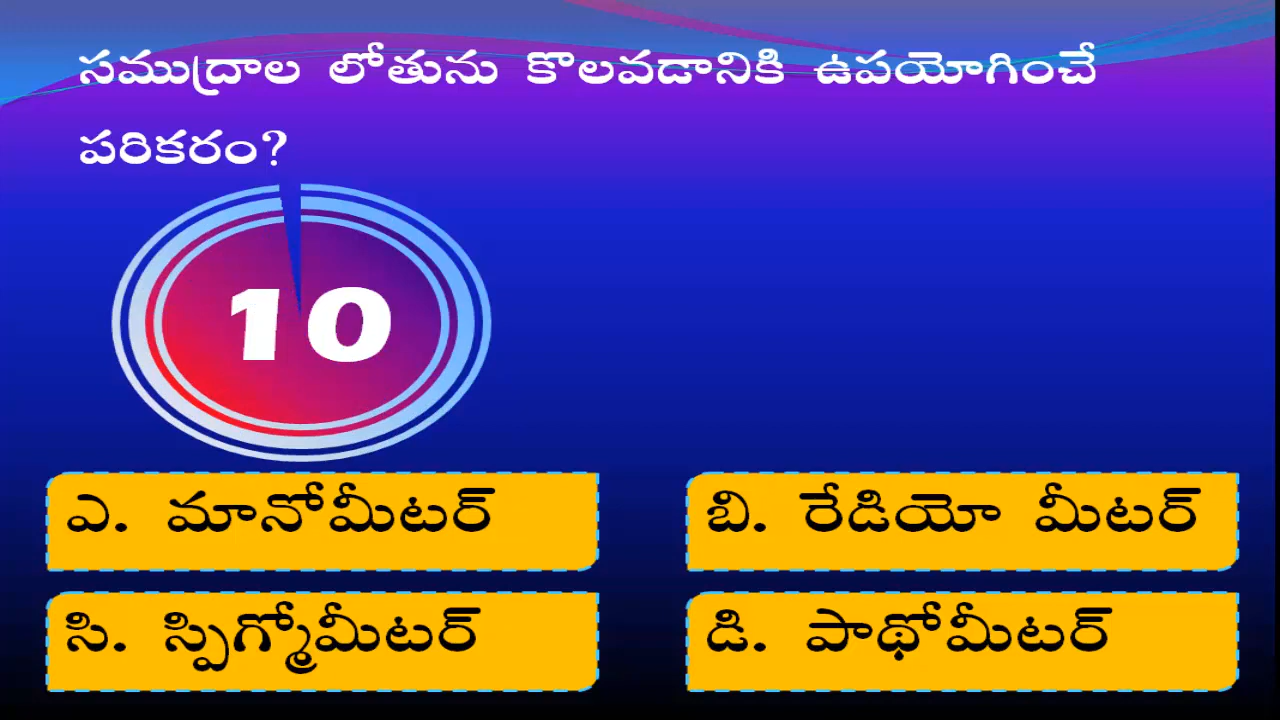 సముద్రాల లోతును కొలవడానికి ఉపయోగించే
పరికరం?
10
ఎ. మానోమీటర్
బి. రేడియో మీటర్
సి. స్పిగ్మోమీటర్
డి. పాథోమీటర్